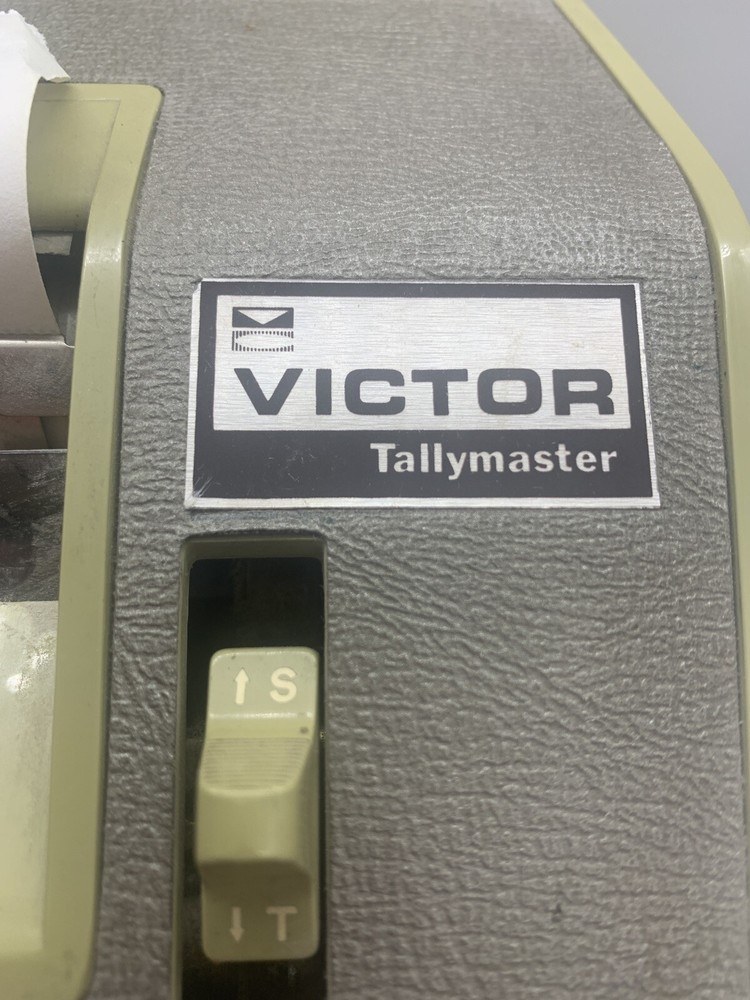 VICTOR
Tallymaster
↑ S
↓ T